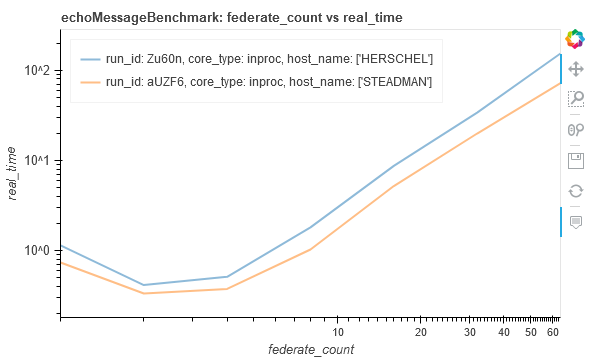 echoMessageBenchmark: federate_count vs real_time
run_id: Zu60n, core_type: inproc, host_name: ['HERSCHEL']
run_id: aUZF6, core_type: inproc, host_name: ['STEADMAN']
10^2
10^1
10^0
real_time
10 20 30 40 50 60
federate_count